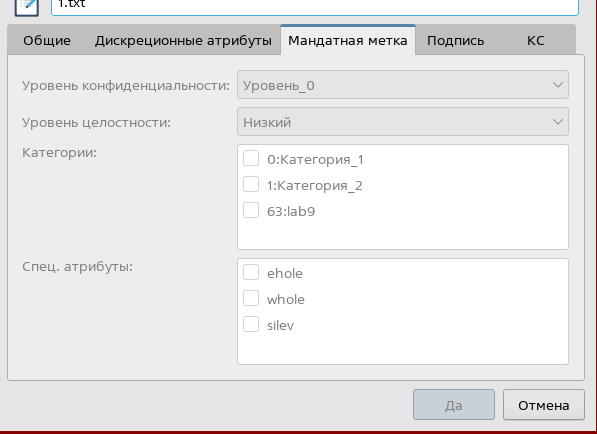 1.txt
Общие Дискреционные атрибуты Мандатная метка Подпись КС
Уровень конфиденциальности: Уровень_0
Уровень целостности: Низкий
Категории:
0:Категория_1
1:Категория_2
63:lab9
Спец. атрибуты:
ehole
whole
silev
Да Отмена